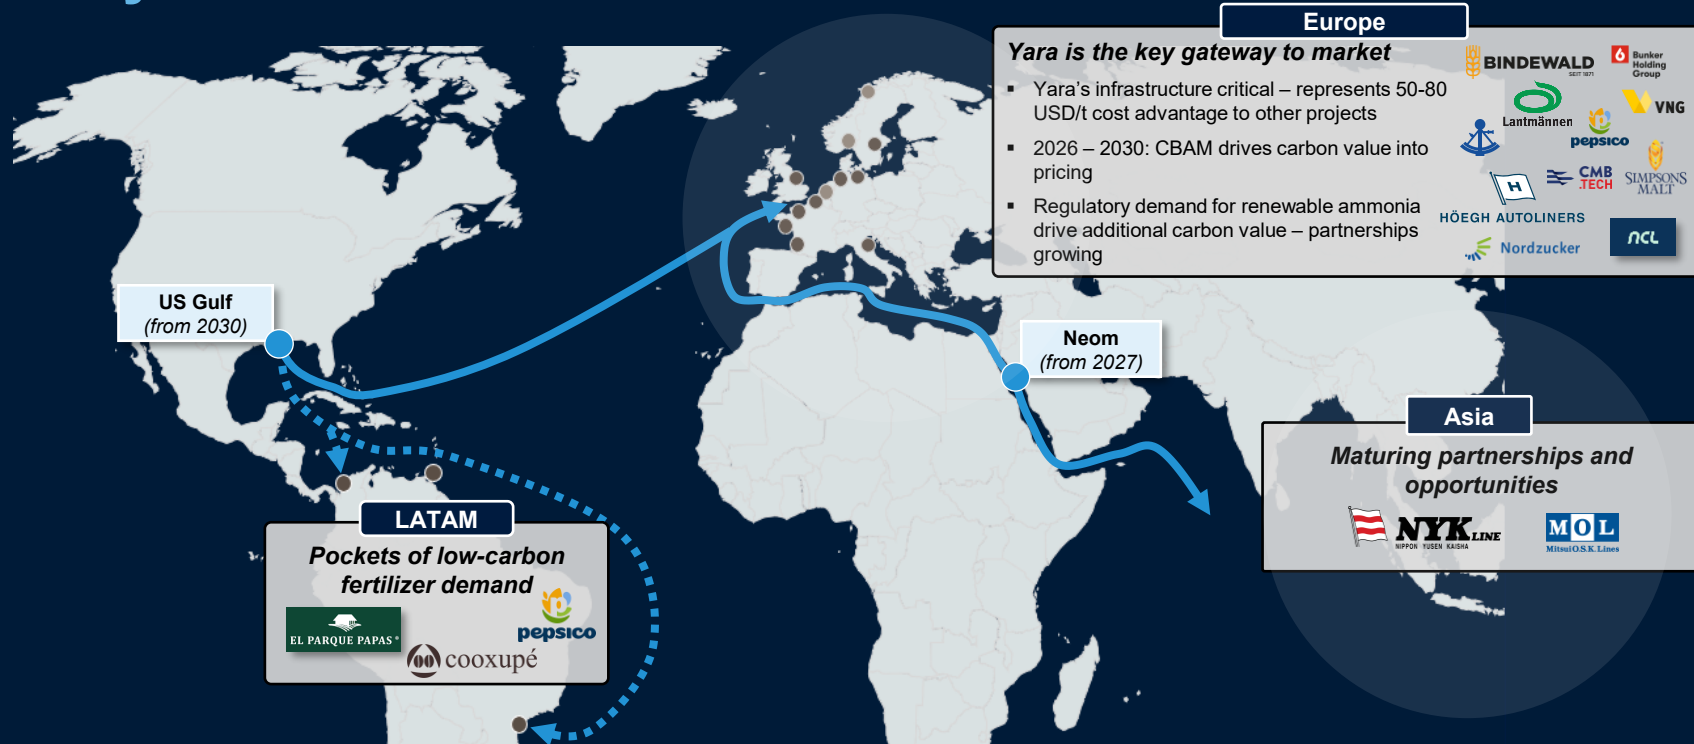 Europe
Yara is the key gateway to market
▪ Yara's infrastructure critical – represents 50-80
USD/t cost advantage to other projects
▪ 2026 – 2030: CBAM drives carbon value into
pricing
▪ Regulatory demand for renewable ammonia
drive additional carbon value – partnerships
growing
BINDEWALD
SEIT 1871
6
Bunker
Holding
Group
Lantmännen
VNG
pepsico
H
CMB
.TECH
SIMPSONS
MALT
HÖEGH AUTOLINERS
Nordzucker
ncl
US Gulf
(from 2030)
Neom
(from 2027)
Asia
Maturing partnerships and
opportunities
NYK LINE
NIPPON YUSEN KAISHA
MOL
Mitsui O.S.K. Lines
LATAM
Pockets of low-carbon
fertilizer demand
EL PARQUE PAPAS®
pepsico
cooxupé